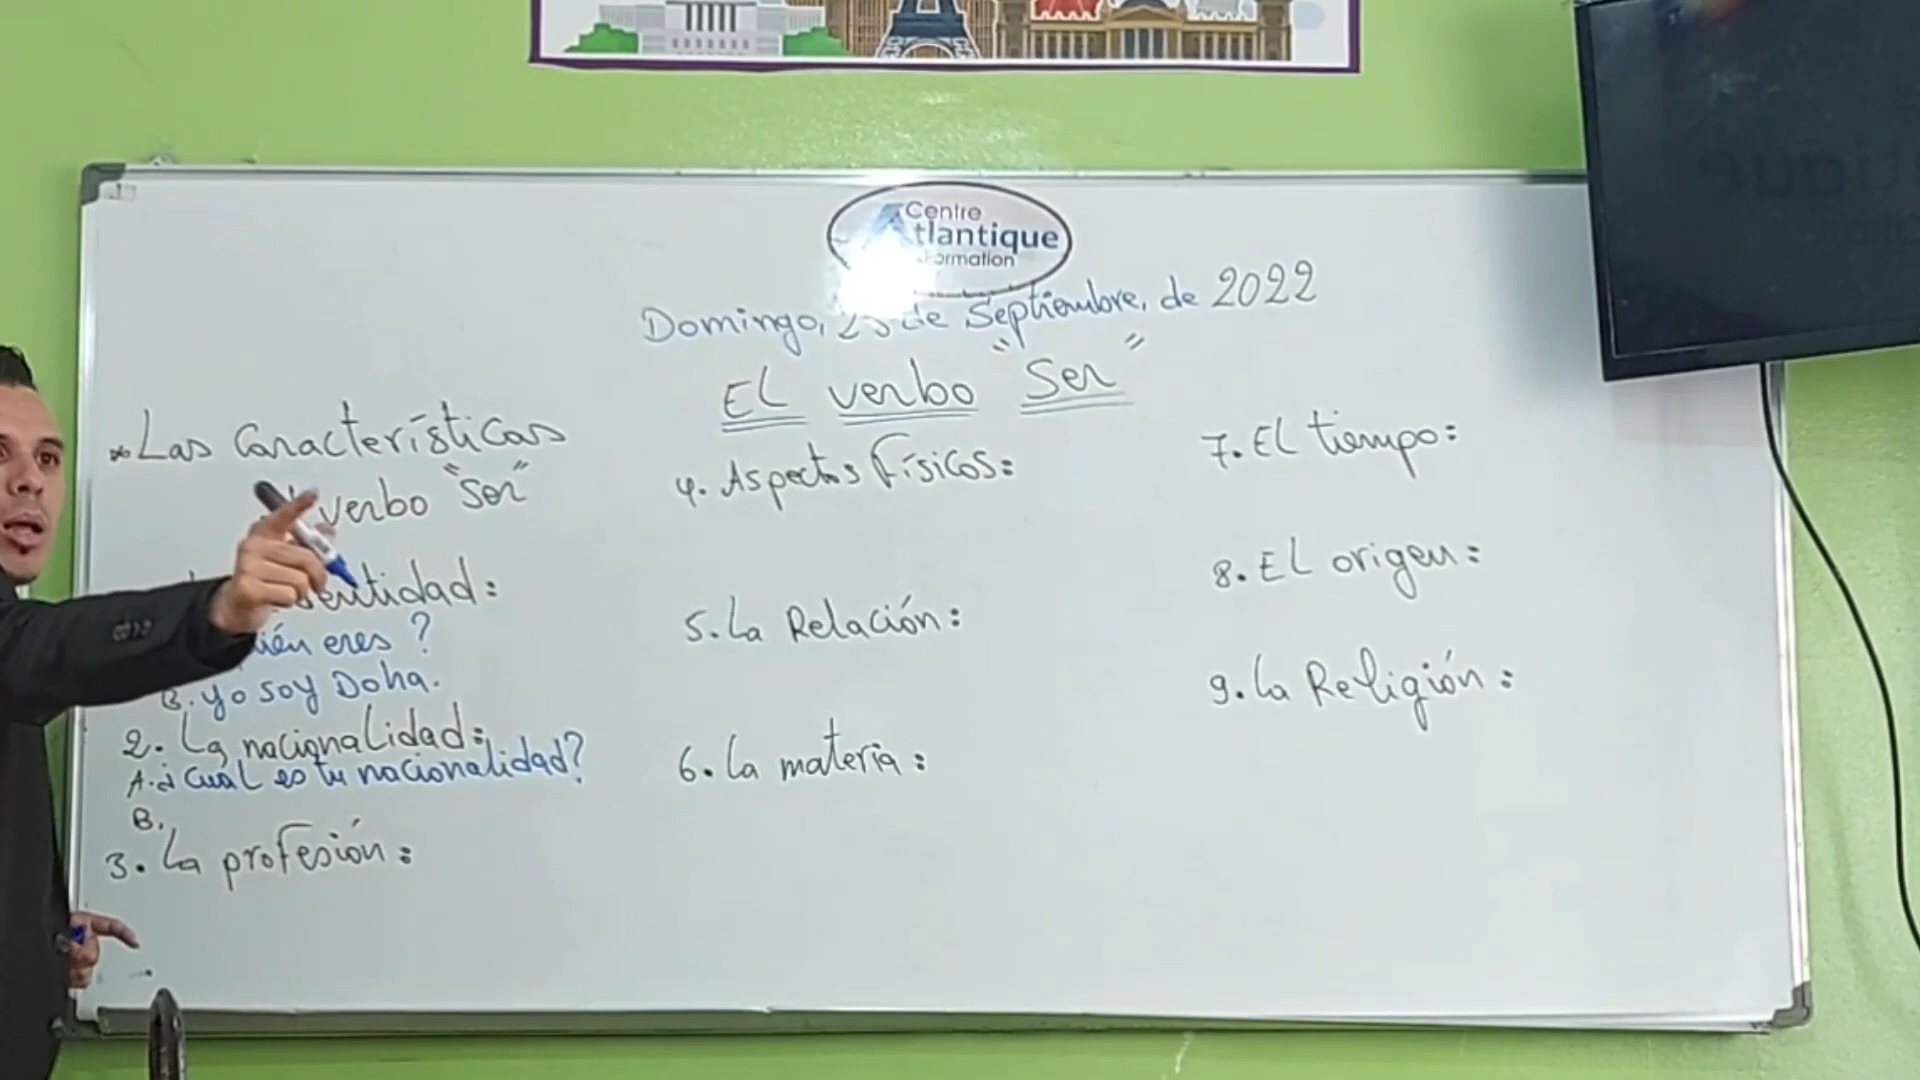 Centre
Atlantique
Formation
Domingo, 25 de Septiembre, de 2022
EL verbo "Ser"
* Las Características
verbo "Ser"
eres ?
B. yo soy Doha.
2. La nacionalidad:
A. ¿Cual es tu nacionalidad?
B.
3. La profesión:
4. Aspectos Físicos:
5. La Relación:
6. La materia:
7. El tiempo:
8. El origen:
9. La Religión: